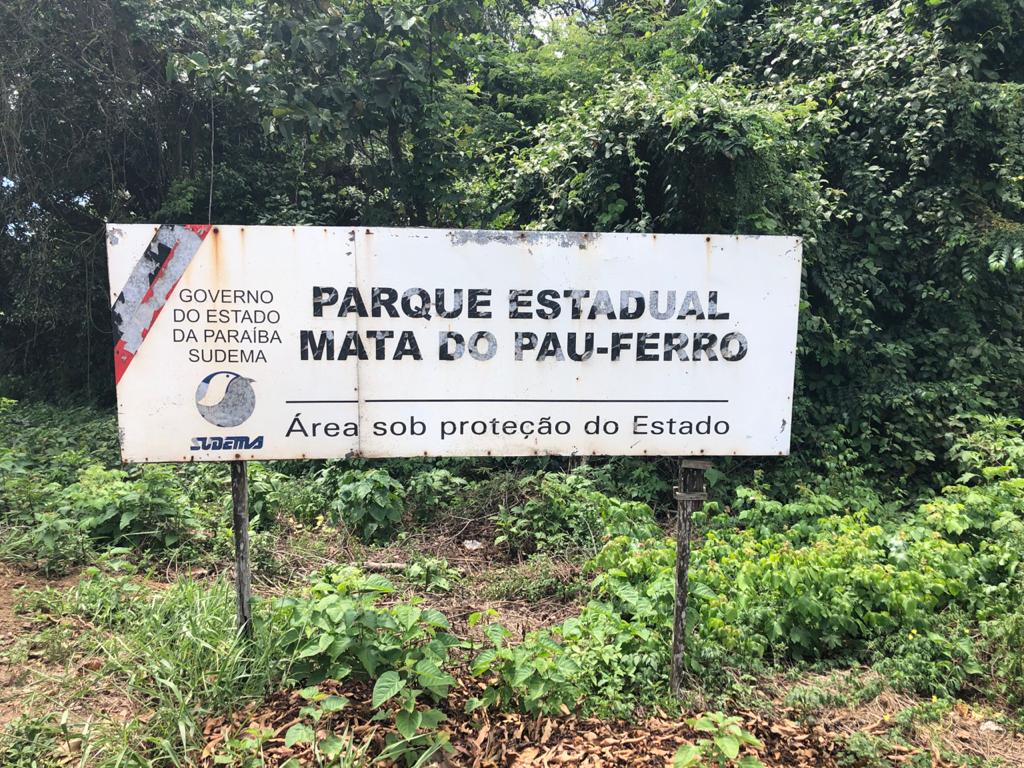 GOVERNO
DO ESTADO
DA PARAÍBA
SUDEMA
SUDEMA
PARQUE ESTADUAL
MATA DO PAU-FERRO
Área sob proteção do Estado